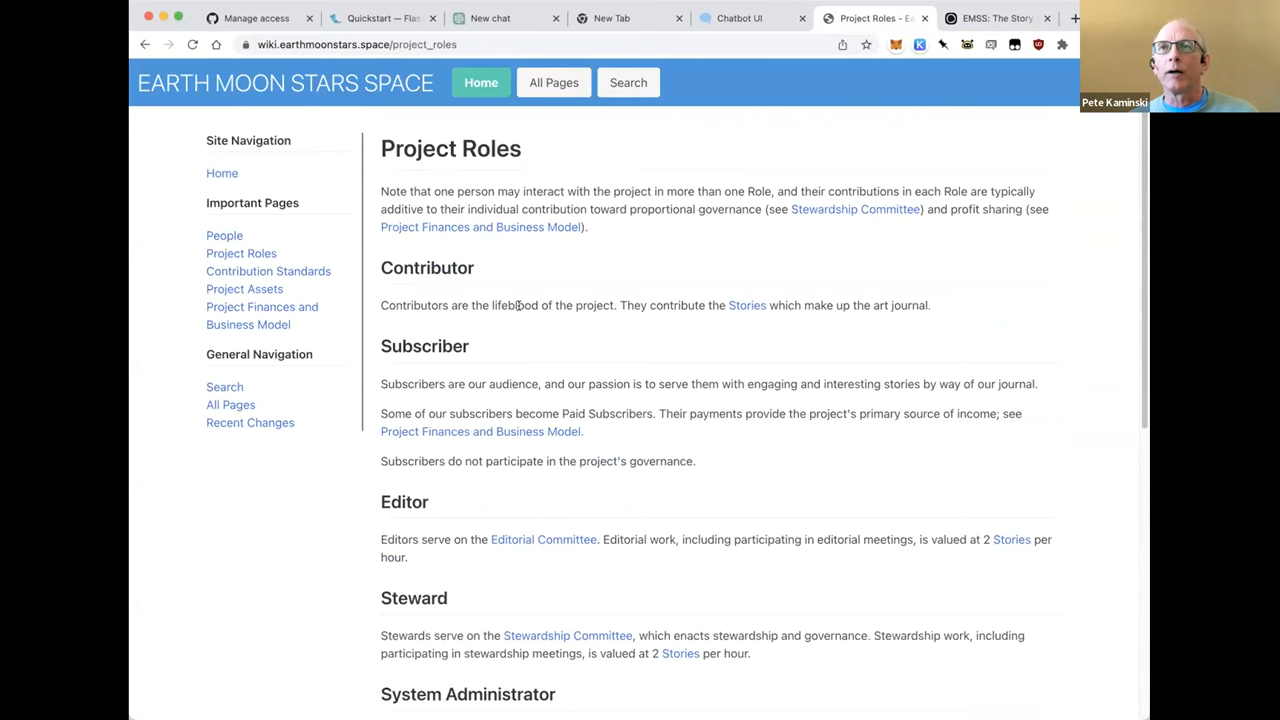 Manage access
Quickstart — Flas
New chat
New Tab
Chatbot UI
Project Roles - Ea
EMSS: The Story
wiki.earthmoonstars.space/project_roles
EARTH MOON STARS SPACE
Home
All Pages
Search
Pete Kaminski
Site Navigation
Home
Important Pages
People
Project Roles
Contribution Standards
Project Assets
Project Finances and
Business Model
General Navigation
Search
All Pages
Recent Changes
Project Roles
Note that one person may interact with the project in more than one Role, and their contributions in each Role are typically
additive to their individual contribution toward proportional governance (see Stewardship Committee) and profit sharing (see
Project Finances and Business Model).
Contributor
Contributors are the lifeblood of the project. They contribute the Stories which make up the art journal.
Subscriber
Subscribers are our audience, and our passion is to serve them with engaging and interesting stories by way of our journal.
Some of our subscribers become Paid Subscribers. Their payments provide the project's primary source of income; see
Project Finances and Business Model.
Subscribers do not participate in the project's governance.
Editor
Editors serve on the Editorial Committee. Editorial work, including participating in editorial meetings, is valued at 2 Stories per
hour.
Steward
Stewards serve on the Stewardship Committee, which enacts stewardship and governance. Stewardship work, including
participating in stewardship meetings, is valued at 2 Stories per hour.
System Administrator